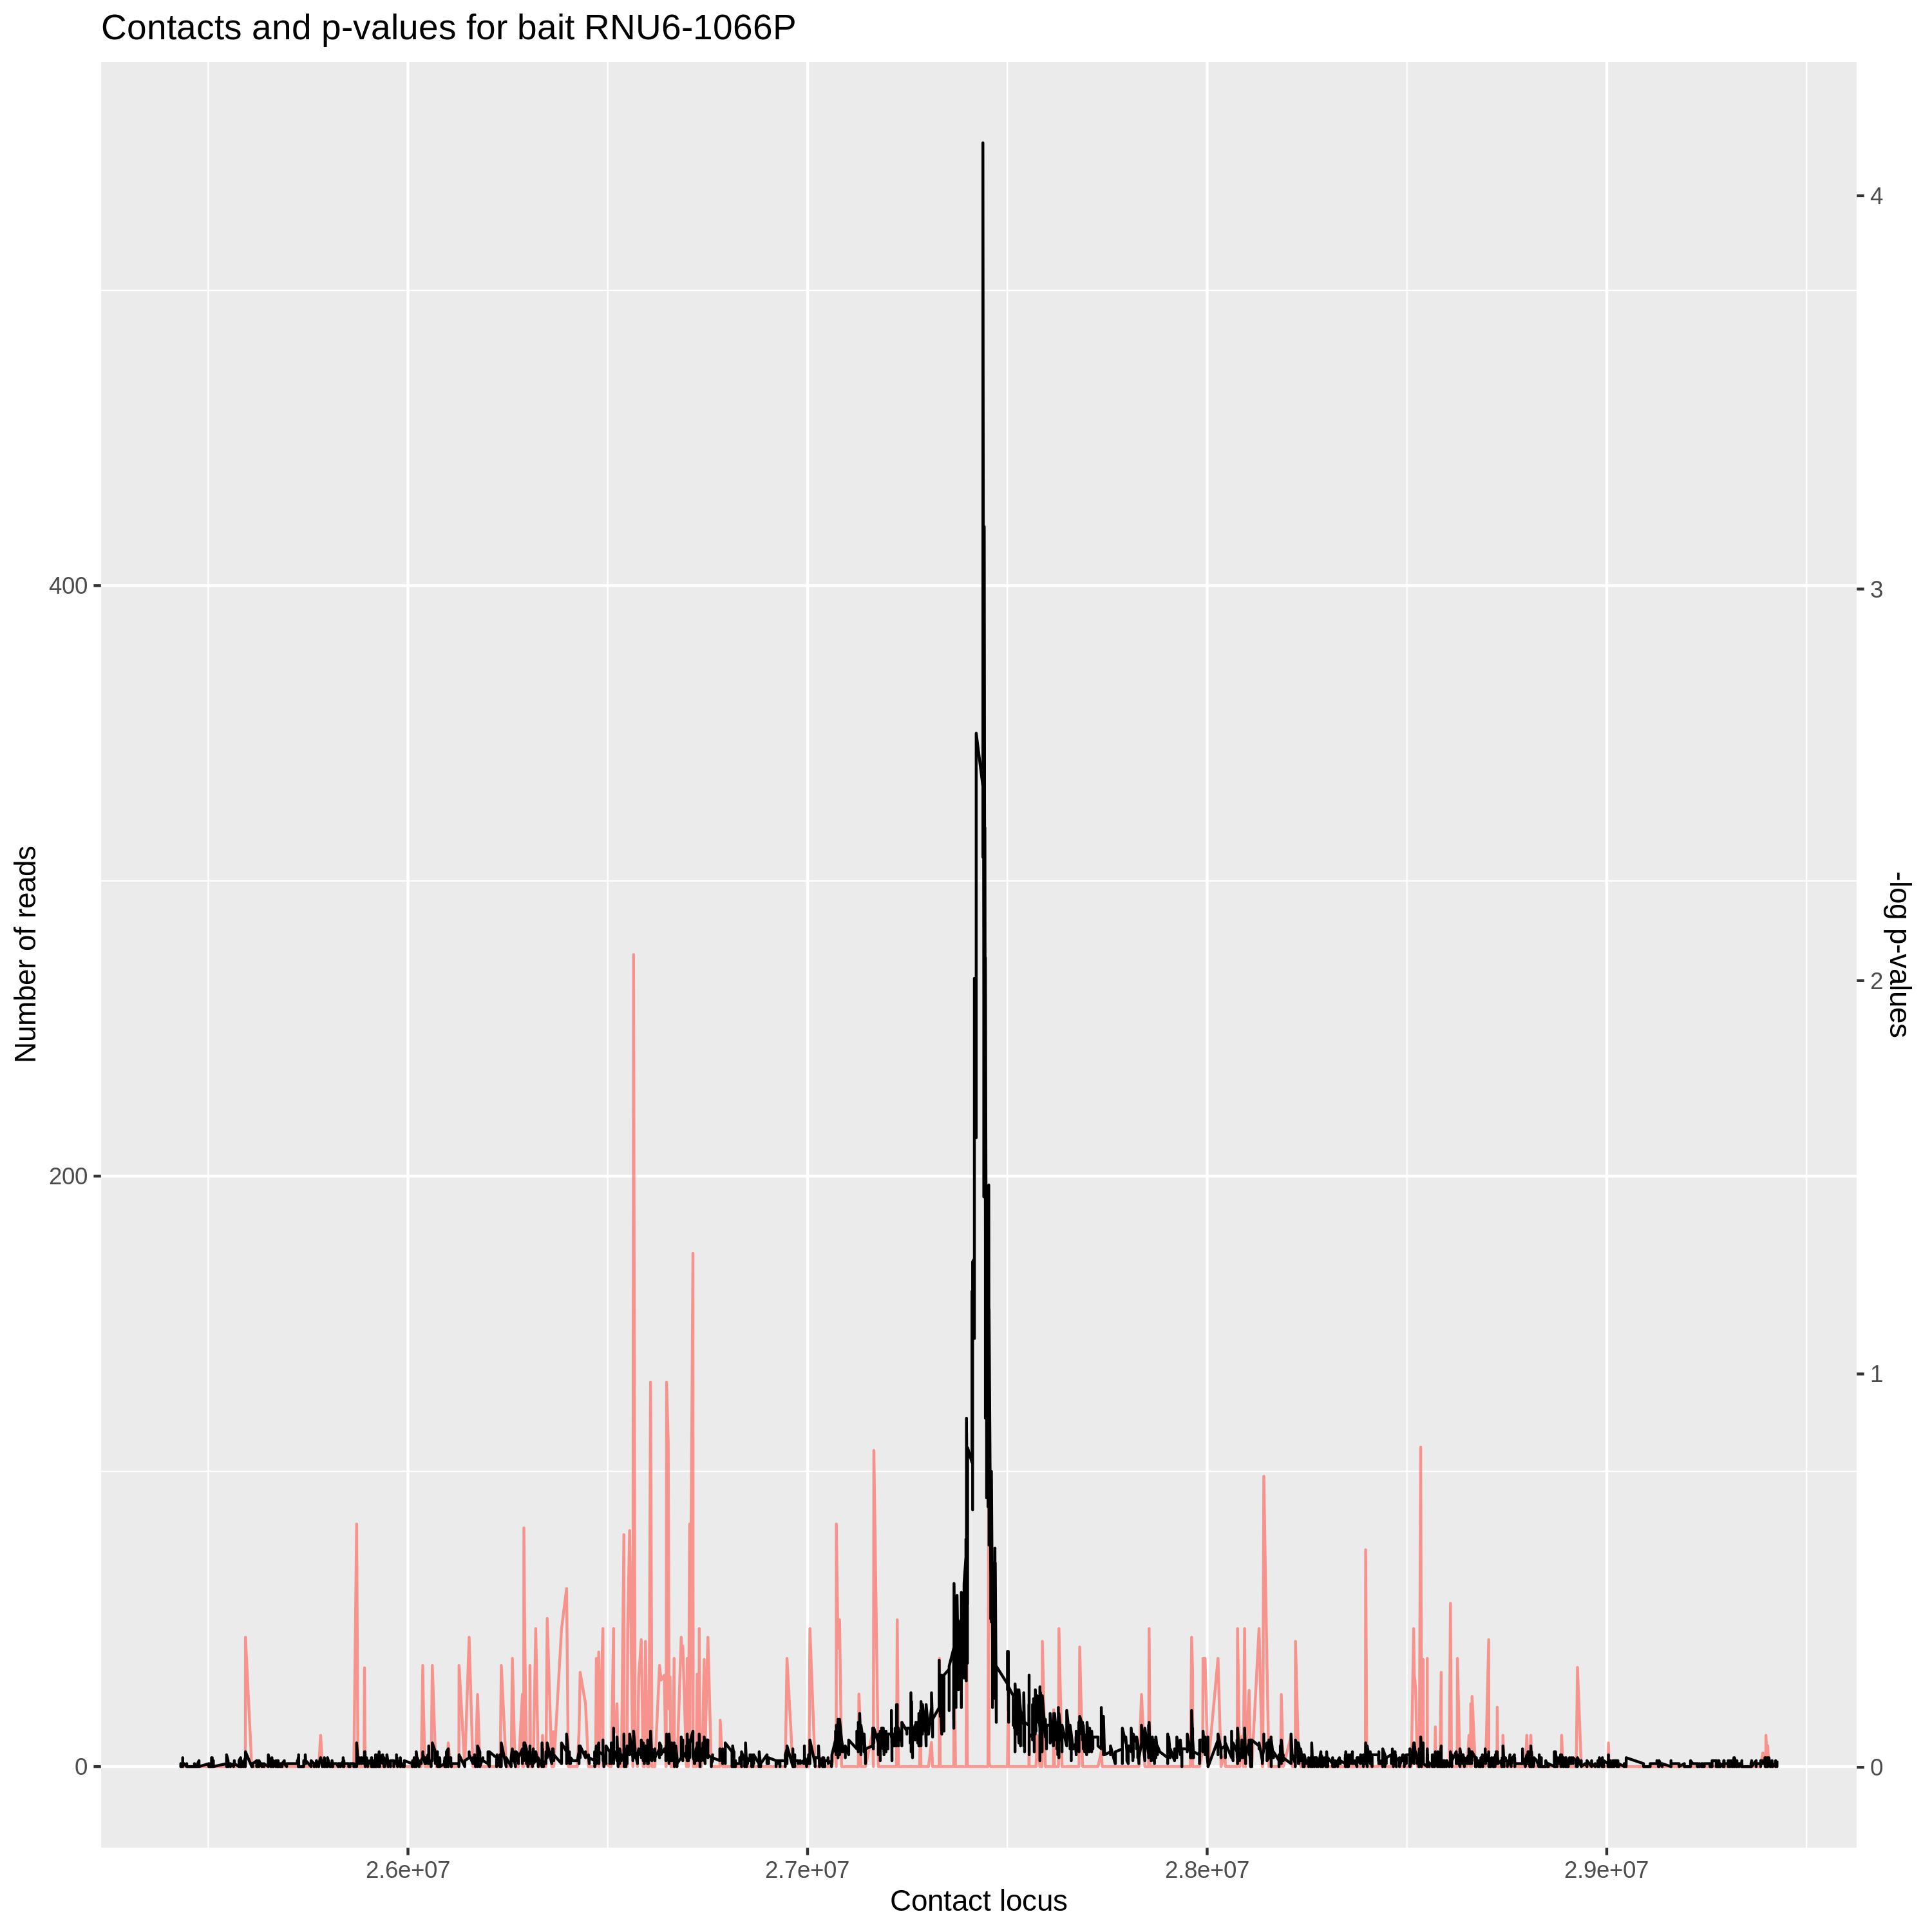 Contacts and p-values for bait RNU6-1066P
Number of reads
400
200
0
4
3
2
1
0
-log p-values
2.6e+07
2.7e+07
2.8e+07
2.9e+07
Contact locus